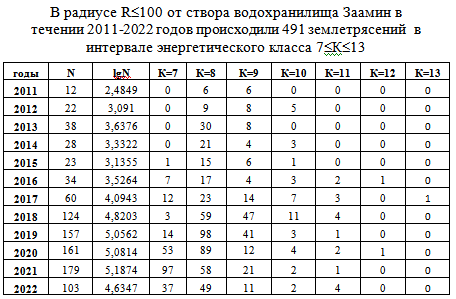 В радиусе R≤100 от створа водохранилища Заамин в
течении 2011-2022 годов происходили 491 землетрясений в
интервале энергетического класса 7≤К≤13
годы N lgN К=7 К=8 К=9 К=10 К=11 К=12 К=13
2011 12 2,4849 0 6 6 0 0 0 0
2012 22 3,091 0 9 8 5 0 0 0
2013 38 3,6376 0 30 8 0 0 0 0
2014 28 3,3322 0 21 4 3 0 0 0
2015 23 3,1355 1 15 6 1 0 0 0
2016 34 3,5264 7 17 4 3 2 1 0
2017 60 4,0943 12 23 14 7 3 0 1
2018 124 4,8203 3 59 47 11 4 0 0
2019 157 5,0562 14 98 41 3 1 0 0
2020 161 5,0814 53 89 12 4 2 1 0
2021 179 5,1874 97 58 21 2 1 0 0
2022 103 4,6347 37 49 11 2 4 0 0